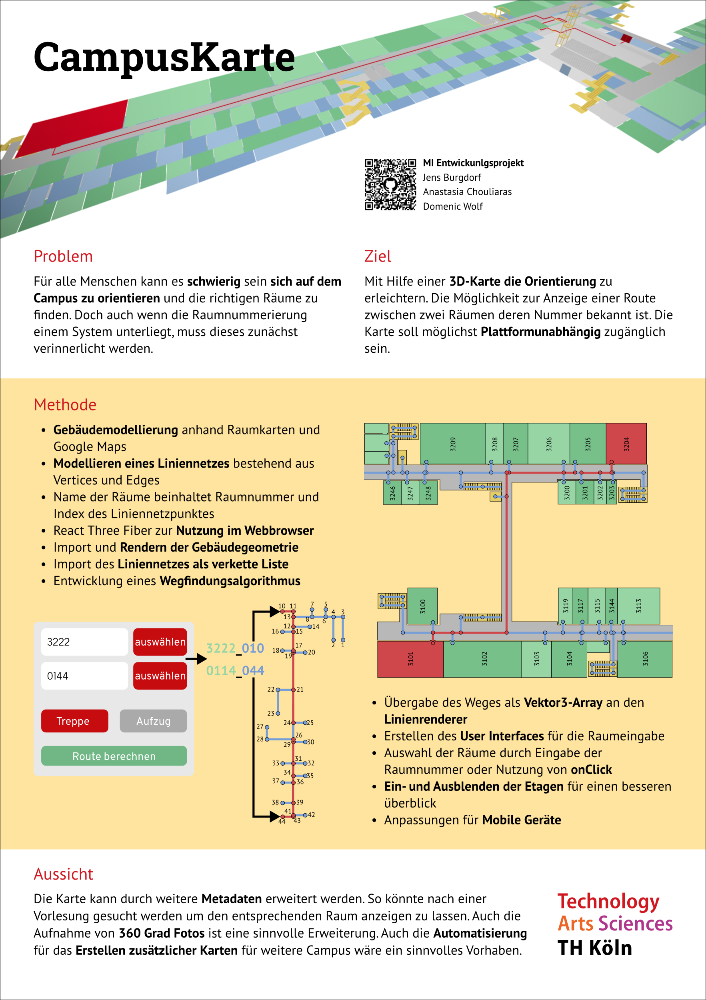 CampusKarte
MI Entwickunlgsprojekt
Jens Burgdorf
Anastasia Chouliaras
Domenic Wolf
Problem
Für alle Menschen kann es schwierig sein sich auf dem
Campus zu orientieren und die richtigen Räume zu
finden. Doch auch wenn die Raumnummerierung
einem System unterliegt, muss dieses zunächst
verinnerlicht werden.
Ziel
Mit Hilfe einer 3D-Karte die Orientierung zu
erleichtern. Die Möglichkeit zur Anzeige einer Route
zwischen zwei Räumen deren Nummer bekannt ist. Die
Karte soll möglichst Plattformunabhängig zugänglich
sein.
Methode
• Gebäudemodellierung anhand Raumkarten und
Google Maps
• Modellieren eines Liniennetzes bestehend aus
Vertices und Edges
• Name der Räume beinhaltet Raumnummer und
Index des Liniennetzpunktes
• React Three Fiber zur Nutzung im Webbrowser
• Import und Rendern der Gebäudegeometrie
• Import des Liniennetzes als verkette Liste
• Entwicklung eines Wegfindungsalgorithmus
3222
auswählen
0144
auswählen
Treppe
Aufzug
Route berechnen
3222_010
0114_044
10 11 7 5 4 3
13 8 6
12 14
16 15
2 1
17
18 19 20
22 21
23
24 25
27
28 26
29 30
31
33 32
34 35
37 36
38 39
41 42
44 43
3209 3208 3207 3206 3205 3204
3246 3247 3248 3200 3201 3202 3203
3100 3119 3117 3115 3144 3113
3101 3102 3103 3104 3106
• Übergabe des Weges als Vektor3-Array an den
Linienrenderer
• Erstellen des User Interfaces für die Raumeingabe
• Auswahl der Räume durch Eingabe der
Raumnummer oder Nutzung von onClick
• Ein- und Ausblenden der Etagen für einen besseren
überblick
• Anpassungen für Mobile Geräte
Aussicht
Die Karte kann durch weitere Metadaten erweitert werden. So könnte nach einer
Vorlesung gesucht werden um den entsprechenden Raum anzeigen zu lassen. Auch die
Aufnahme von 360 Grad Fotos ist eine sinnvolle Erweiterung. Auch die Automatisierung
für das Erstellen zusätzlicher Karten für weitere Campus wäre ein sinnvolles Vorhaben.
Technology
Arts Sciences
TH Köln